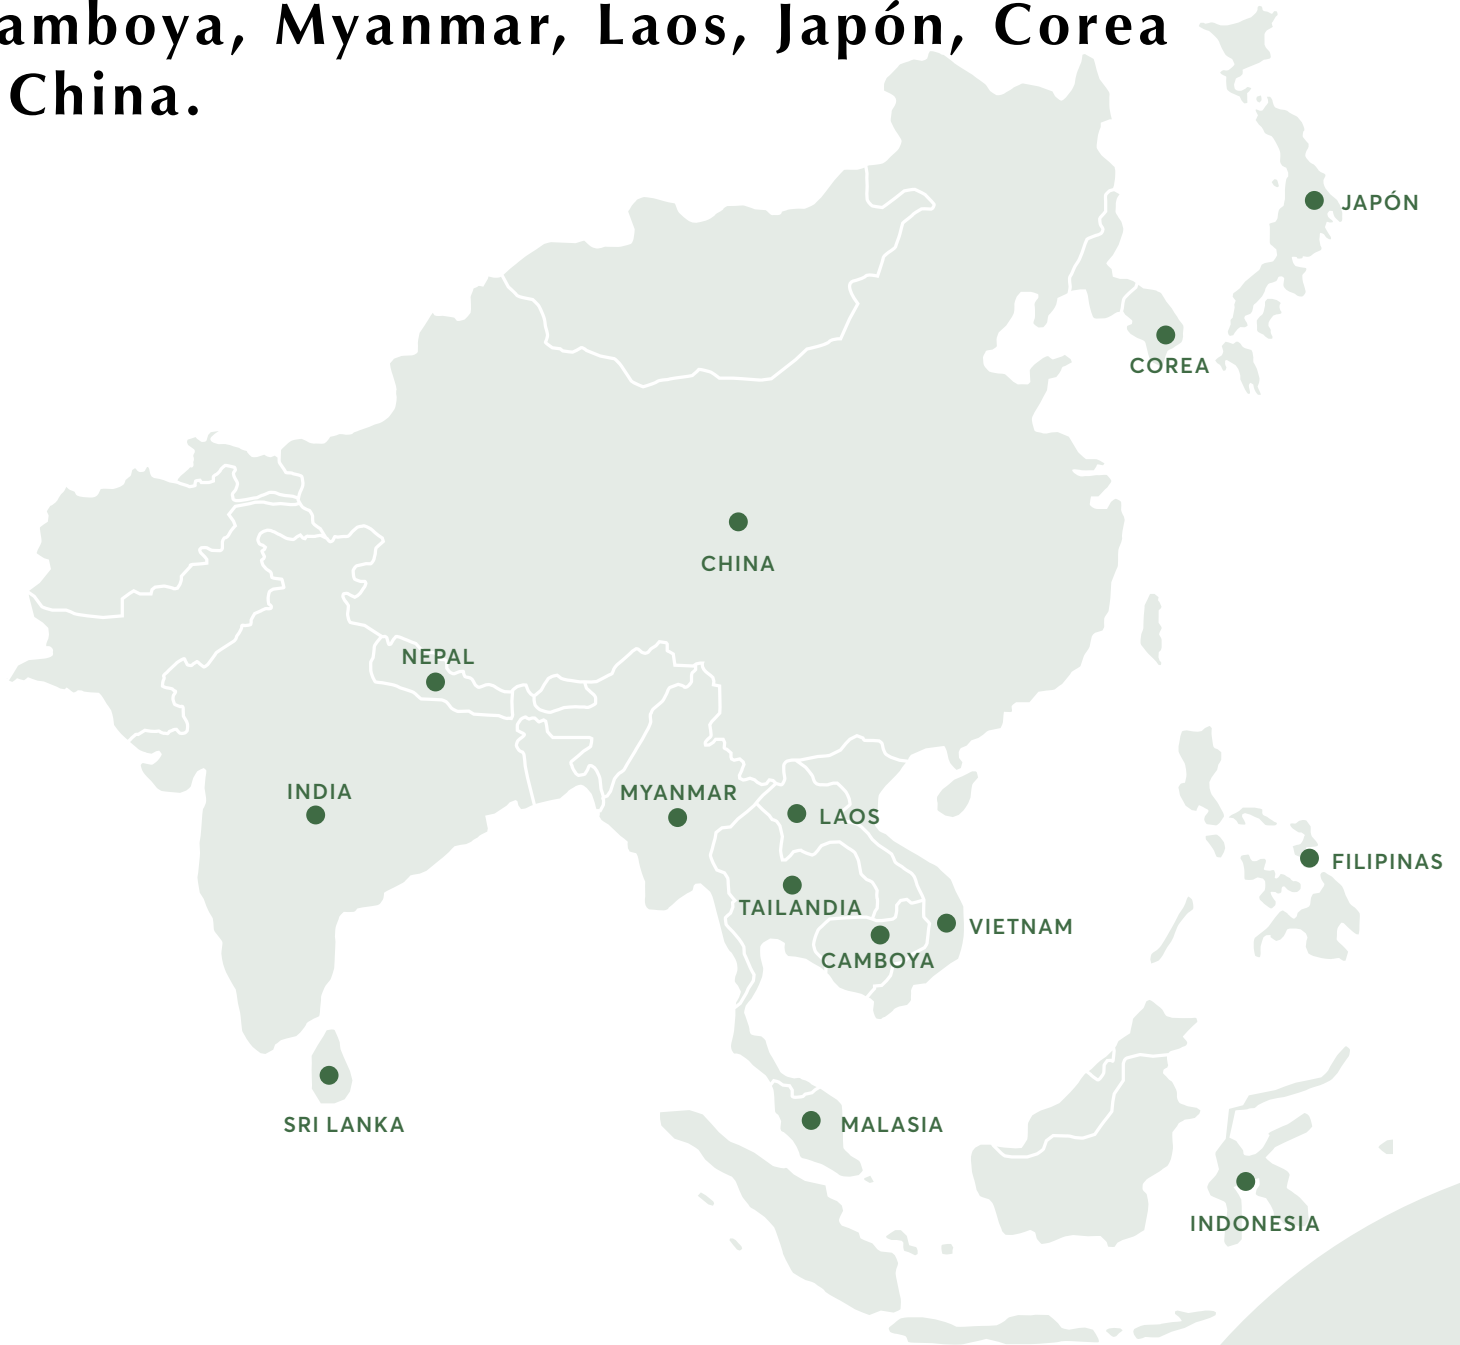 amboya, Myanmar, Laos, Japón, Corea
China.
JAPÓN
COREA
CHINA
NEPAL
INDIA
MYANMAR
LAOS
FILIPINAS
TAILANDIA
VIETNAM
CAMBOYA
SRI LANKA
MALASIA
INDONESIA